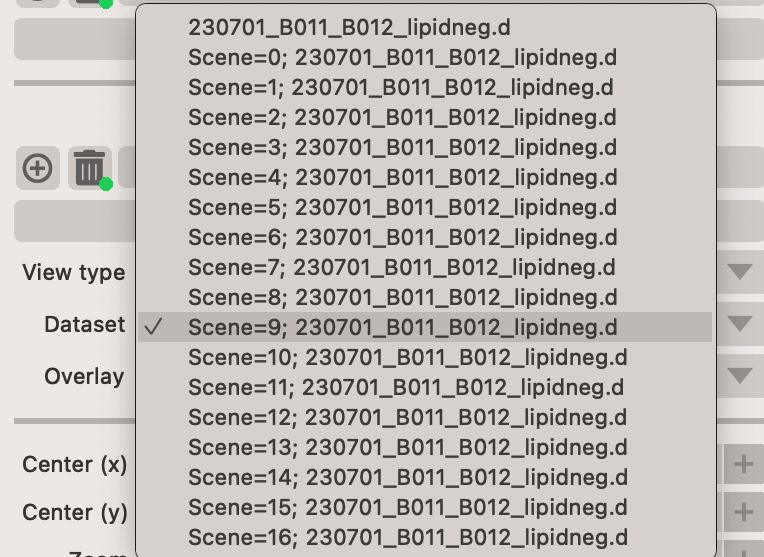 230701_B011_B012_lipidneg.d
Scene=0; 230701_B011_B012_lipidneg.d
Scene=1; 230701_B011_B012_lipidneg.d
Scene=2; 230701_B011_B012_lipidneg.d
Scene=3; 230701_B011_B012_lipidneg.d
Scene=4; 230701_B011_B012_lipidneg.d
Scene=5; 230701_B011_B012_lipidneg.d
Scene=6; 230701_B011_B012_lipidneg.d
View type
Scene=7; 230701_B011_B012_lipidneg.d
Scene=8; 230701_B011_B012_lipidneg.d
Dataset
Scene=9; 230701_B011_B012_lipidneg.d
Scene=10; 230701_B011_B012_lipidneg.d
Overlay
Scene=11; 230701_B011_B012_lipidneg.d
Scene=12; 230701_B011_B012_lipidneg.d
Scene=13; 230701_B011_B012_lipidneg.d
Center (x)
Scene=14; 230701_B011_B012_lipidneg.d
Scene=15; 230701_B011_B012_lipidneg.d
Center (y)
Scene=16; 230701_B011_B012_lipidneg.d